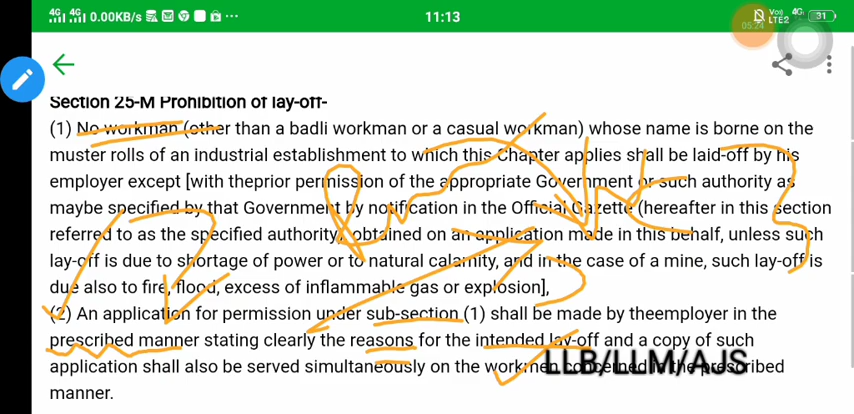 4G 4G 0.00KB/s 11:13 Vo)) LTE2 4G 31
05:24
Section 25-M Prohibition of lay-off-
(1) No workman (other than a badli workman or a casual workman) whose name is borne on the
muster rolls of an industrial establishment to which this Chapter applies shall be laid-off by his
employer except [with theprior permission of the appropriate Government or such authority as
maybe specified by that Government by notification in the Official Gazette (hereafter in this section
referred to as the specified authority) obtained on an application made in this behalf, unless such
lay-off is due to shortage of power or to natural calamity, and in the case of a mine, such lay-off is
due also to fire, flood, excess of inflammable gas or explosion],
(2) An application for permission under sub-section (1) shall be made by theemployer in the
prescribed manner stating clearly the reasons for the intended lay-off and a copy of such
application shall also be served simultaneously on the workmen concerned in the prescribed
manner.
LLB/LLM/AJS